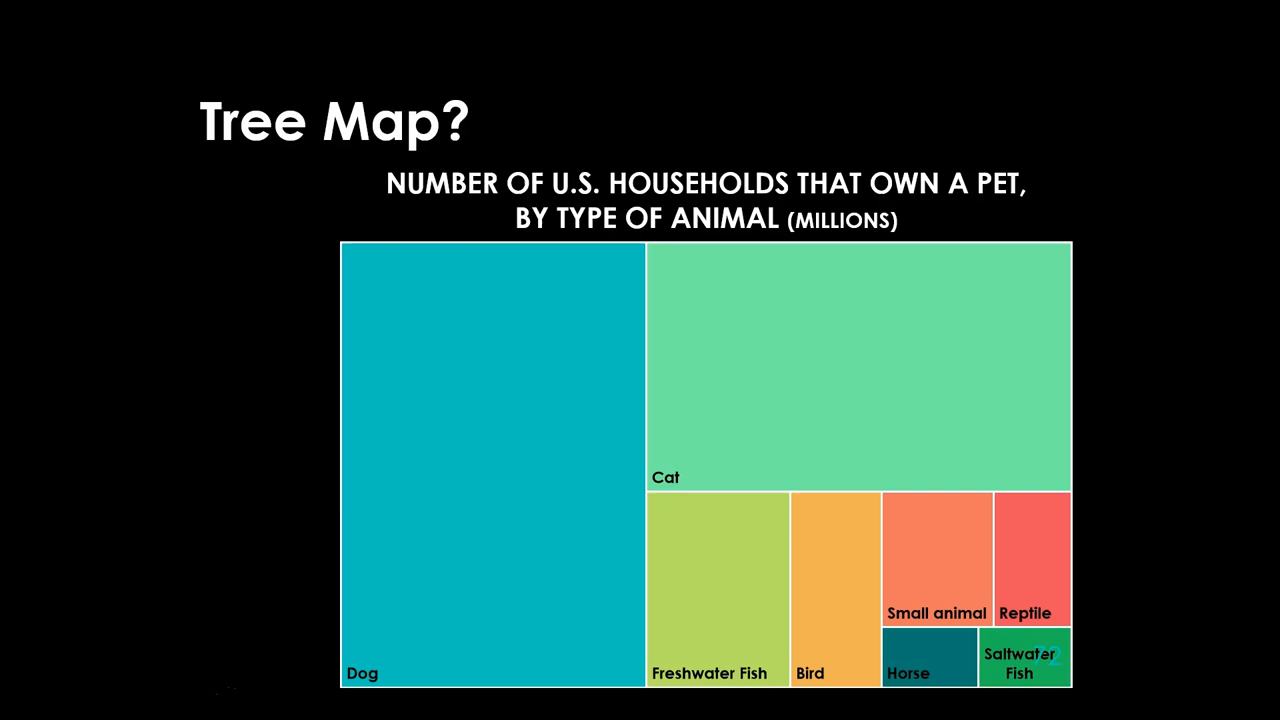 Tree Map?
NUMBER OF U.S. HOUSEHOLDS THAT OWN A PET,
BY TYPE OF ANIMAL (MILLIONS)
Cat
Small animal
Reptile
Dog
Freshwater Fish
Bird
Horse
Saltwater
Fish
72